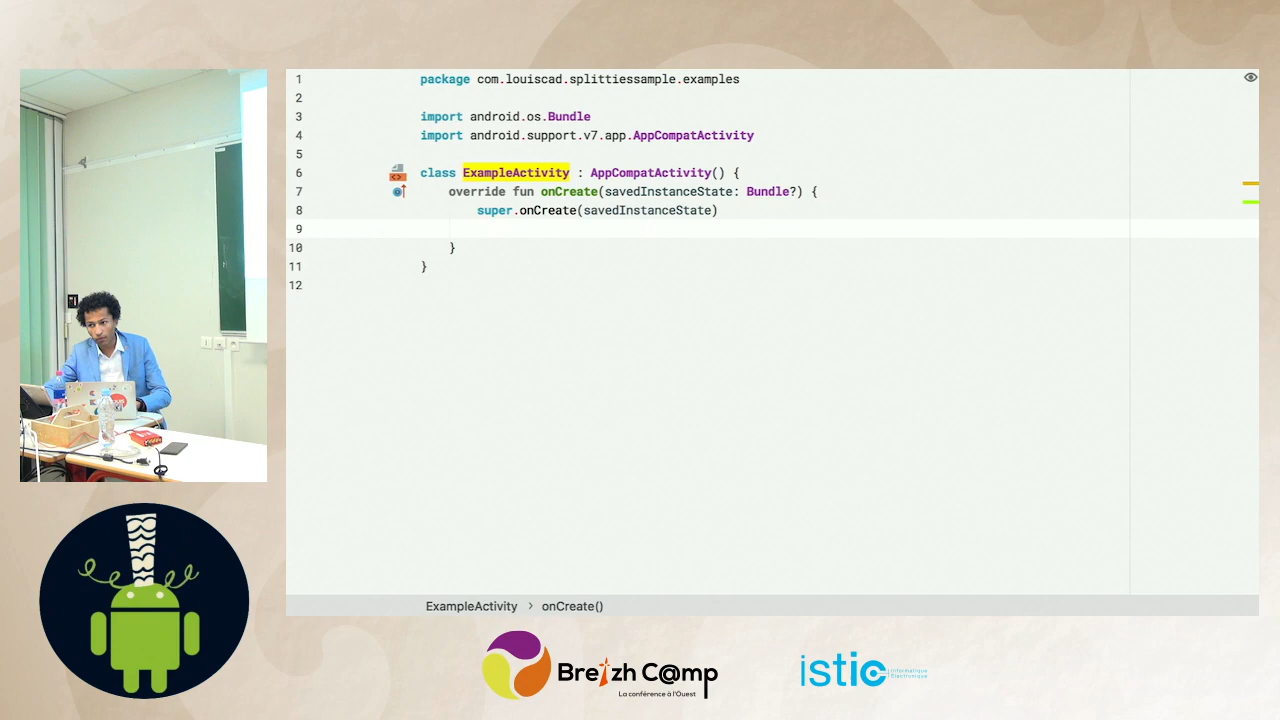 1 package com.louiscad.splittiessample.examples
2
3 import android.os.Bundle
4 import android.support.v7.app.AppCompatActivity
5
6 class ExampleActivity : AppCompatActivity() {
7 override fun onCreate(savedInstanceState: Bundle?) {
8 super.onCreate(savedInstanceState)
9
10 }
11 }
12
ExampleActivity › onCreate()
Breizh C@mp
La conférence à l'Ouest
istic
Informatique
Électronique